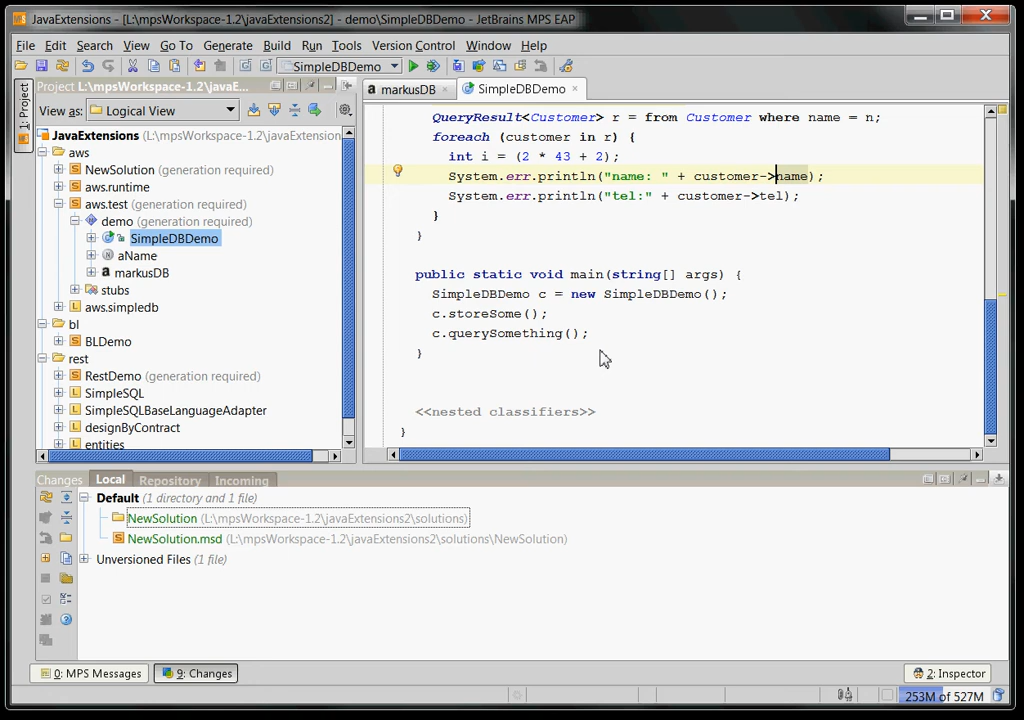 JavaExtensions - [L:\mpsWorkspace-1.2\javaExtensions2] - demo\SimpleDBDemo - JetBrains MPS EAP
File Edit Search View Go To Generate Build Run Tools Version Control Window Help
SimpleDBDemo
1: Project
Project L:\mpsWorkspace-1.2\javaE...
View as: Logical View
JavaExtensions (L:\mpsWorkspace-1.2\javaExtension
aws
NewSolution (generation required)
aws.runtime
aws.test (generation required)
demo (generation required)
SimpleDBDemo
aName
a markusDB
stubs
aws.simpledb
bl
BLDemo
rest
RestDemo (generation required)
SimpleSQL
SimpleSQLBaseLanguageAdapter
designByContract
entities
a markusDB
SimpleDBDemo
QueryResult<Customer> r = from Customer where name = n;
foreach (customer in r) {
int i = (2 * 43 + 2);
System.err.println("name: " + customer->name);
System.err.println("tel:" + customer->tel);
}
}
public static void main(string[] args) {
SimpleDBDemo c = new SimpleDBDemo();
c.storeSome();
c.querySomething();
}
<<nested classifiers>>
}
Changes Local Repository Incoming
Default (1 directory and 1 file)
NewSolution (L:\mpsWorkspace-1.2\javaExtensions2\solutions)
NewSolution.msd (L:\mpsWorkspace-1.2\javaExtensions2\solutions\NewSolution)
Unversioned Files (1 file)
0: MPS Messages
9: Changes
2: Inspector
253M of 527M